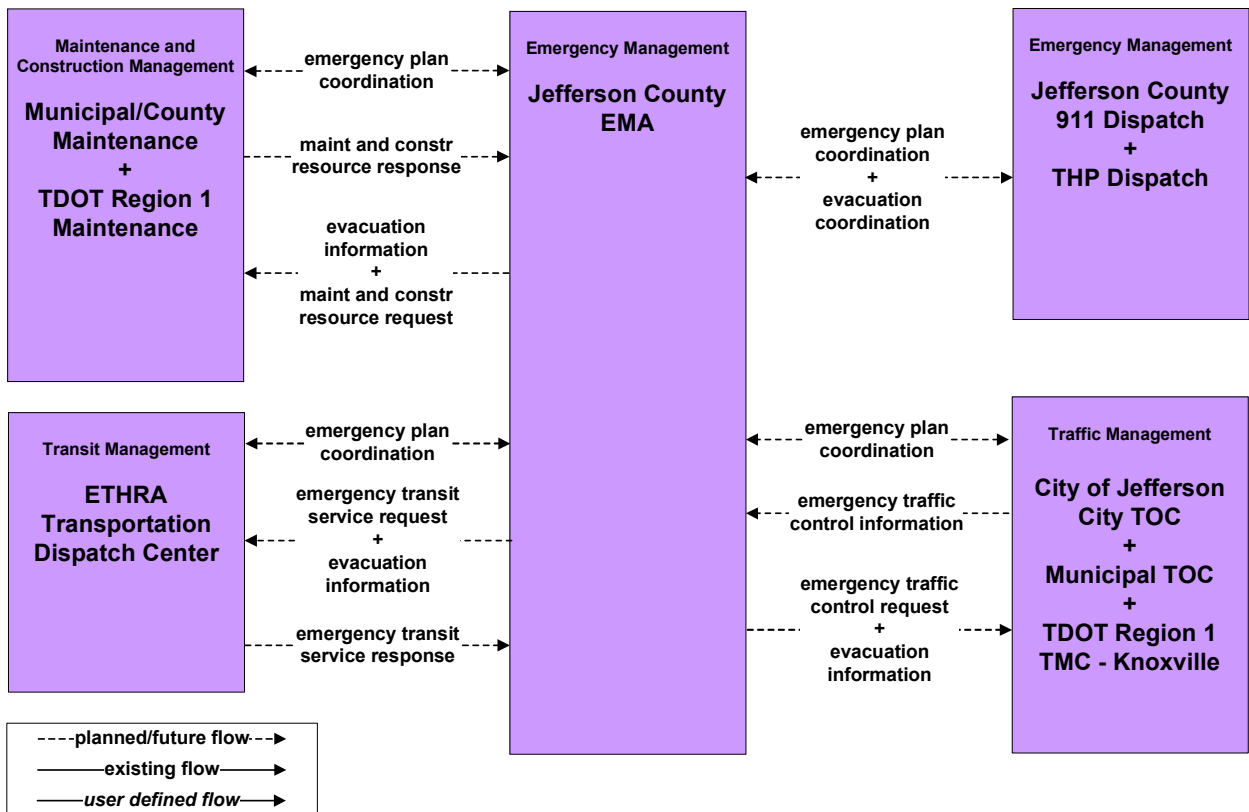 Maintenance and
Construction Management
Municipal/County
Maintenance
+
TDOT Region 1
Maintenance
emergency plan
coordination
maint and constr
resource response
evacuation
information
+
maint and constr
resource request
Emergency Management
Jefferson County
EMA
emergency plan
coordination
+
evacuation
coordination
Emergency Management
Jefferson County
911 Dispatch
+
THP Dispatch
Transit Management
ETHRA
Transportation
Dispatch Center
emergency plan
coordination
emergency transit
service request
+
evacuation
information
emergency transit
service response
emergency plan
coordination
emergency traffic
control information
emergency traffic
control request
+
evacuation
information
Traffic Management
City of Jefferson
City TOC
+
Municipal TOC
+
TDOT Region 1
TMC - Knoxville
planned/future flow
existing flow
user defined flow